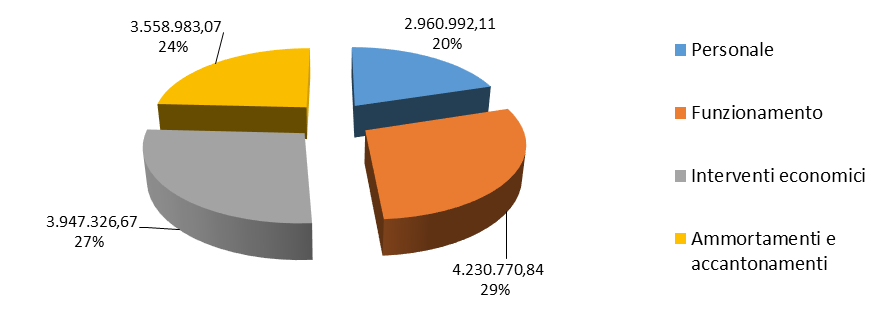 3.558.983,07
24%
2.960.992,11
20%
3.947.326,67
27%
4.230.770,84
29%
Personale
Funzionamento
Interventi economici
Ammortamenti e
accantonamenti